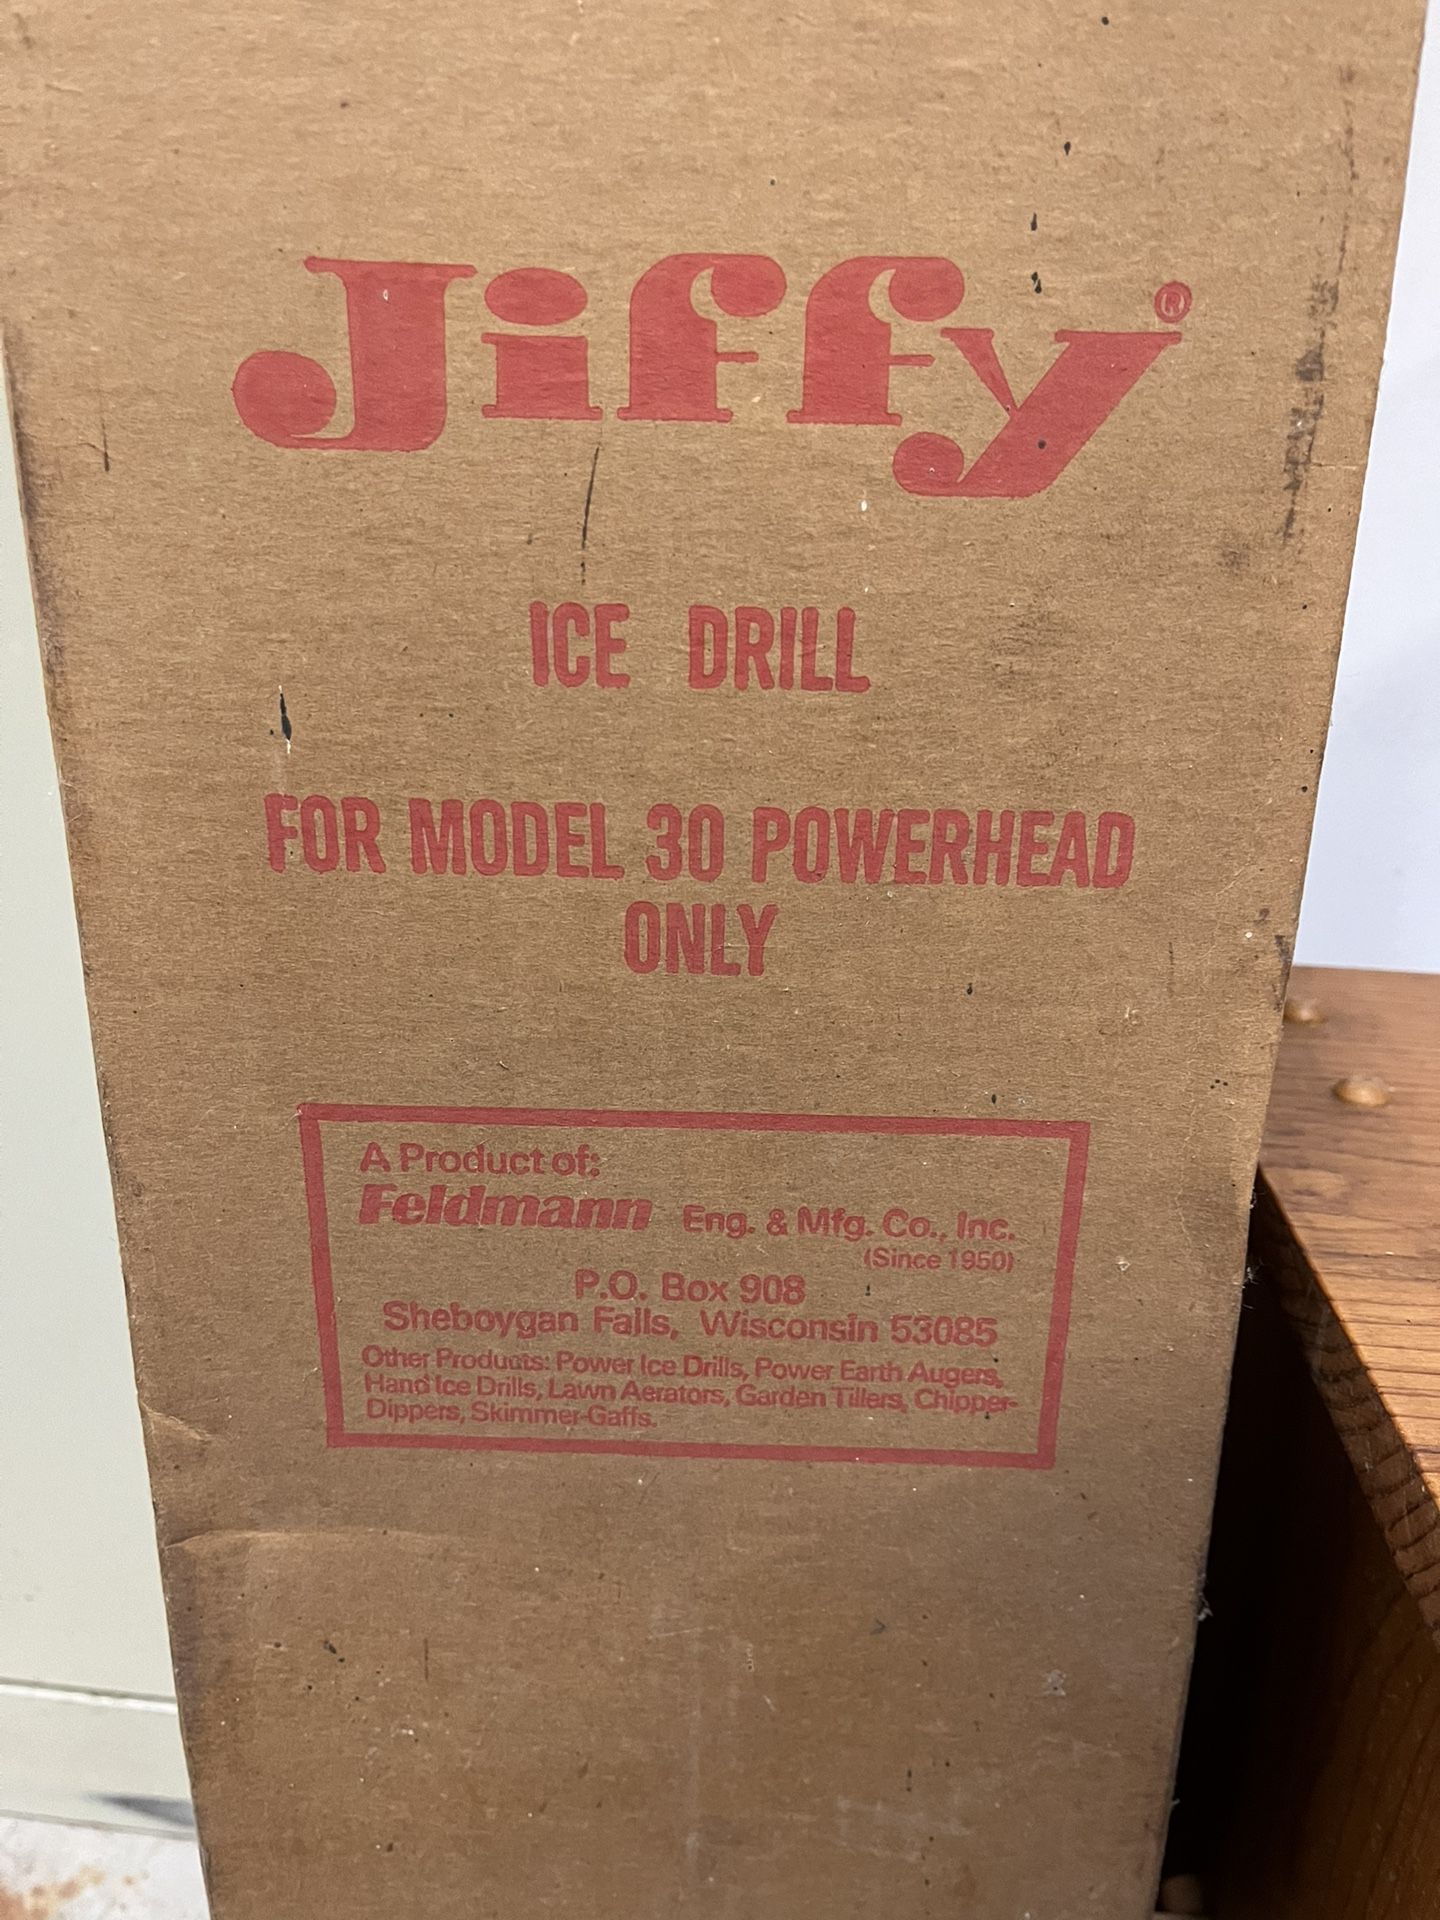 Jiffy®
ICE DRILL
FOR MODEL 30 POWERHEAD
ONLY
A Product of:
Feldmann Eng. & Mfg. Co., Inc.
(Since 1950)
P.O. Box 908
Sheboygan Falls, Wisconsin 53085
Other Products: Power Ice Drills, Power Earth Augers,
Hand Ice Drills, Lawn Aerators, Garden Tillers, Chipper-
Dippers, Skimmer-Gaffs.